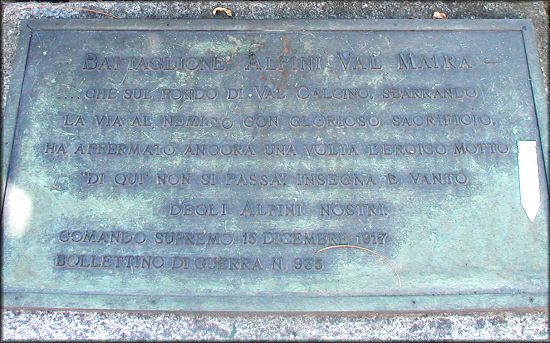 .. BATTAGLIONE ALPINI VAL MAIRA –
.... CHE SUL FONDO DI VAL CALCINO, SBARRANDO
LA VIA AL NEMICO CON GLORIOSO SACRIFICIO,
HA AFFERMATO ANCORA UNA VOLTA L'EROICO MOTTO
"DI QUI NON SI PASSA", INSEGNA E VANTO
DEGLI ALPINI NOSTRI.
COMANDO SUPREMO 15 DICEMBRE 1917
BOLLETTINO DI GUERRA N. 935